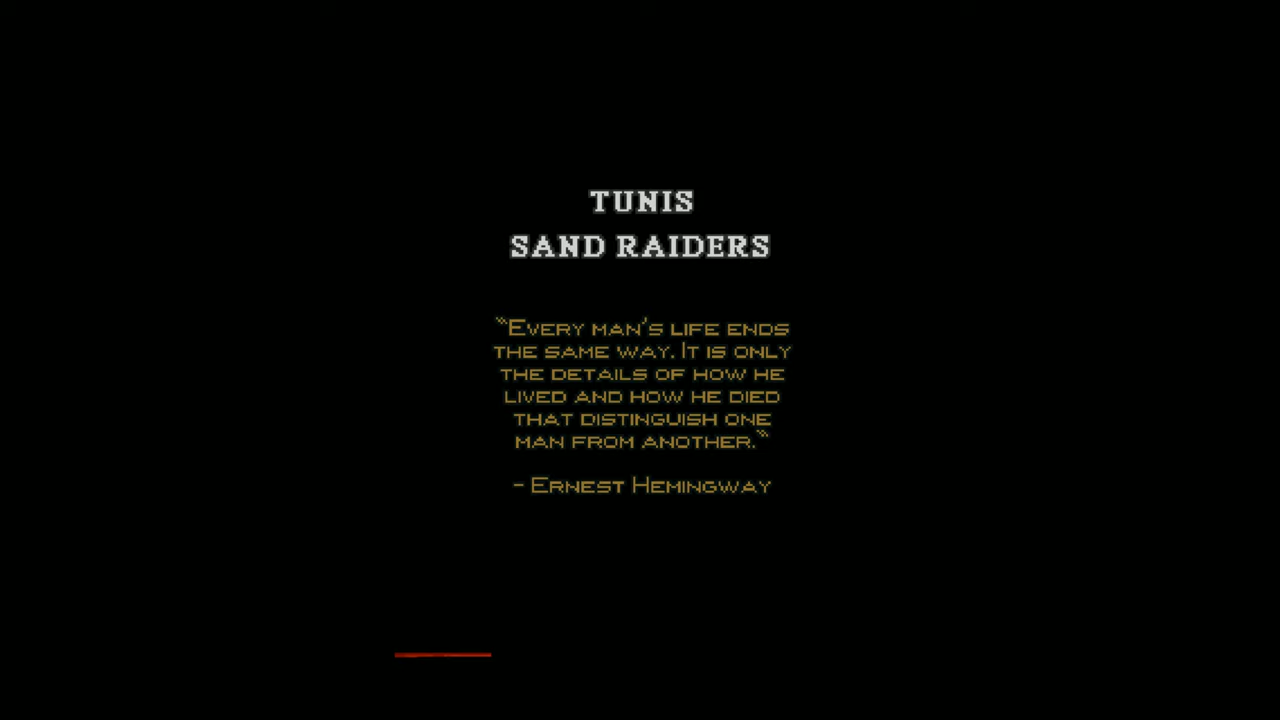 TUNIS
SAND RAIDERS
"EVERY MAN'S LIFE ENDS
THE SAME WAY. IT IS ONLY
THE DETAILS OF HOW HE
LIVED AND HOW HE DIED
THAT DISTINGUISH ONE
MAN FROM ANOTHER."
- ERNEST HEMINGWAY